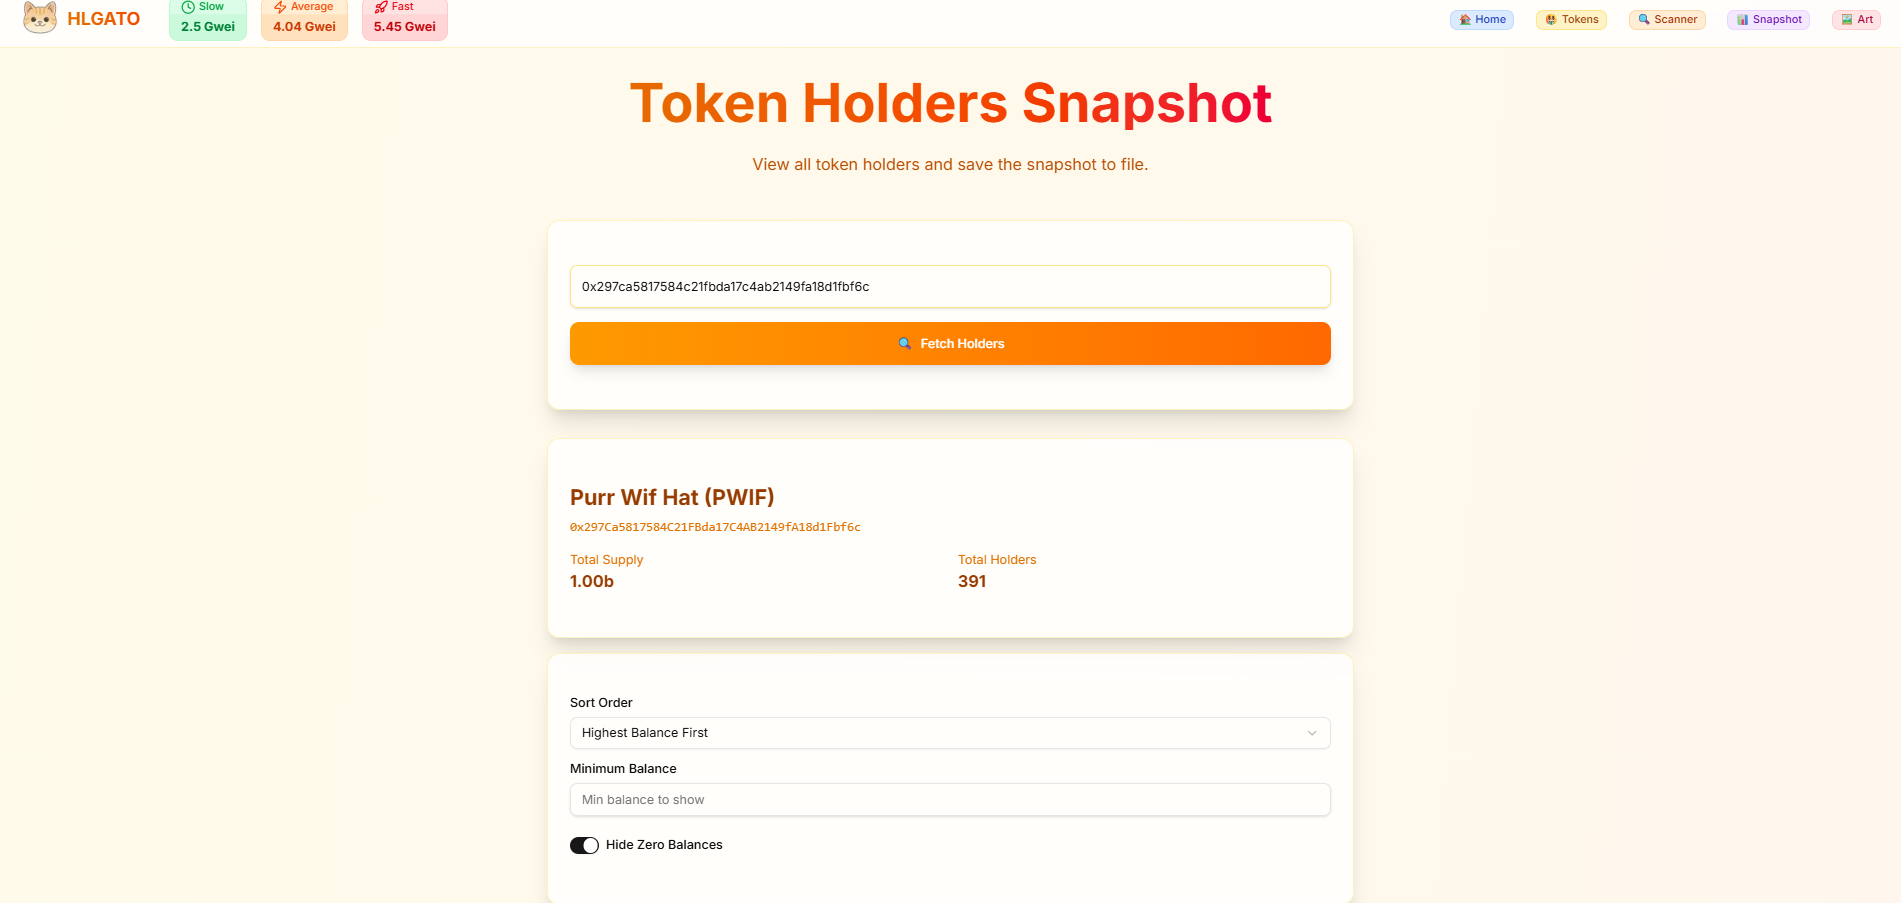 HLGATO
Slow
2.5 Gwei
Average
4.04 Gwei
Fast
5.45 Gwei
Home
Tokens
Scanner
Snapshot
Art
Token Holders Snapshot
View all token holders and save the snapshot to file.
0x297ca5817584c21fbda17c4ab2149fa18d1fbf6c
Fetch Holders
Purr Wif Hat (PWIF)
0x297Ca5817584C21FBda17C4AB2149fA18d1Fbf6c
Total Supply
1.00b
Total Holders
391
Sort Order
Highest Balance First
Minimum Balance
Min balance to show
Hide Zero Balances